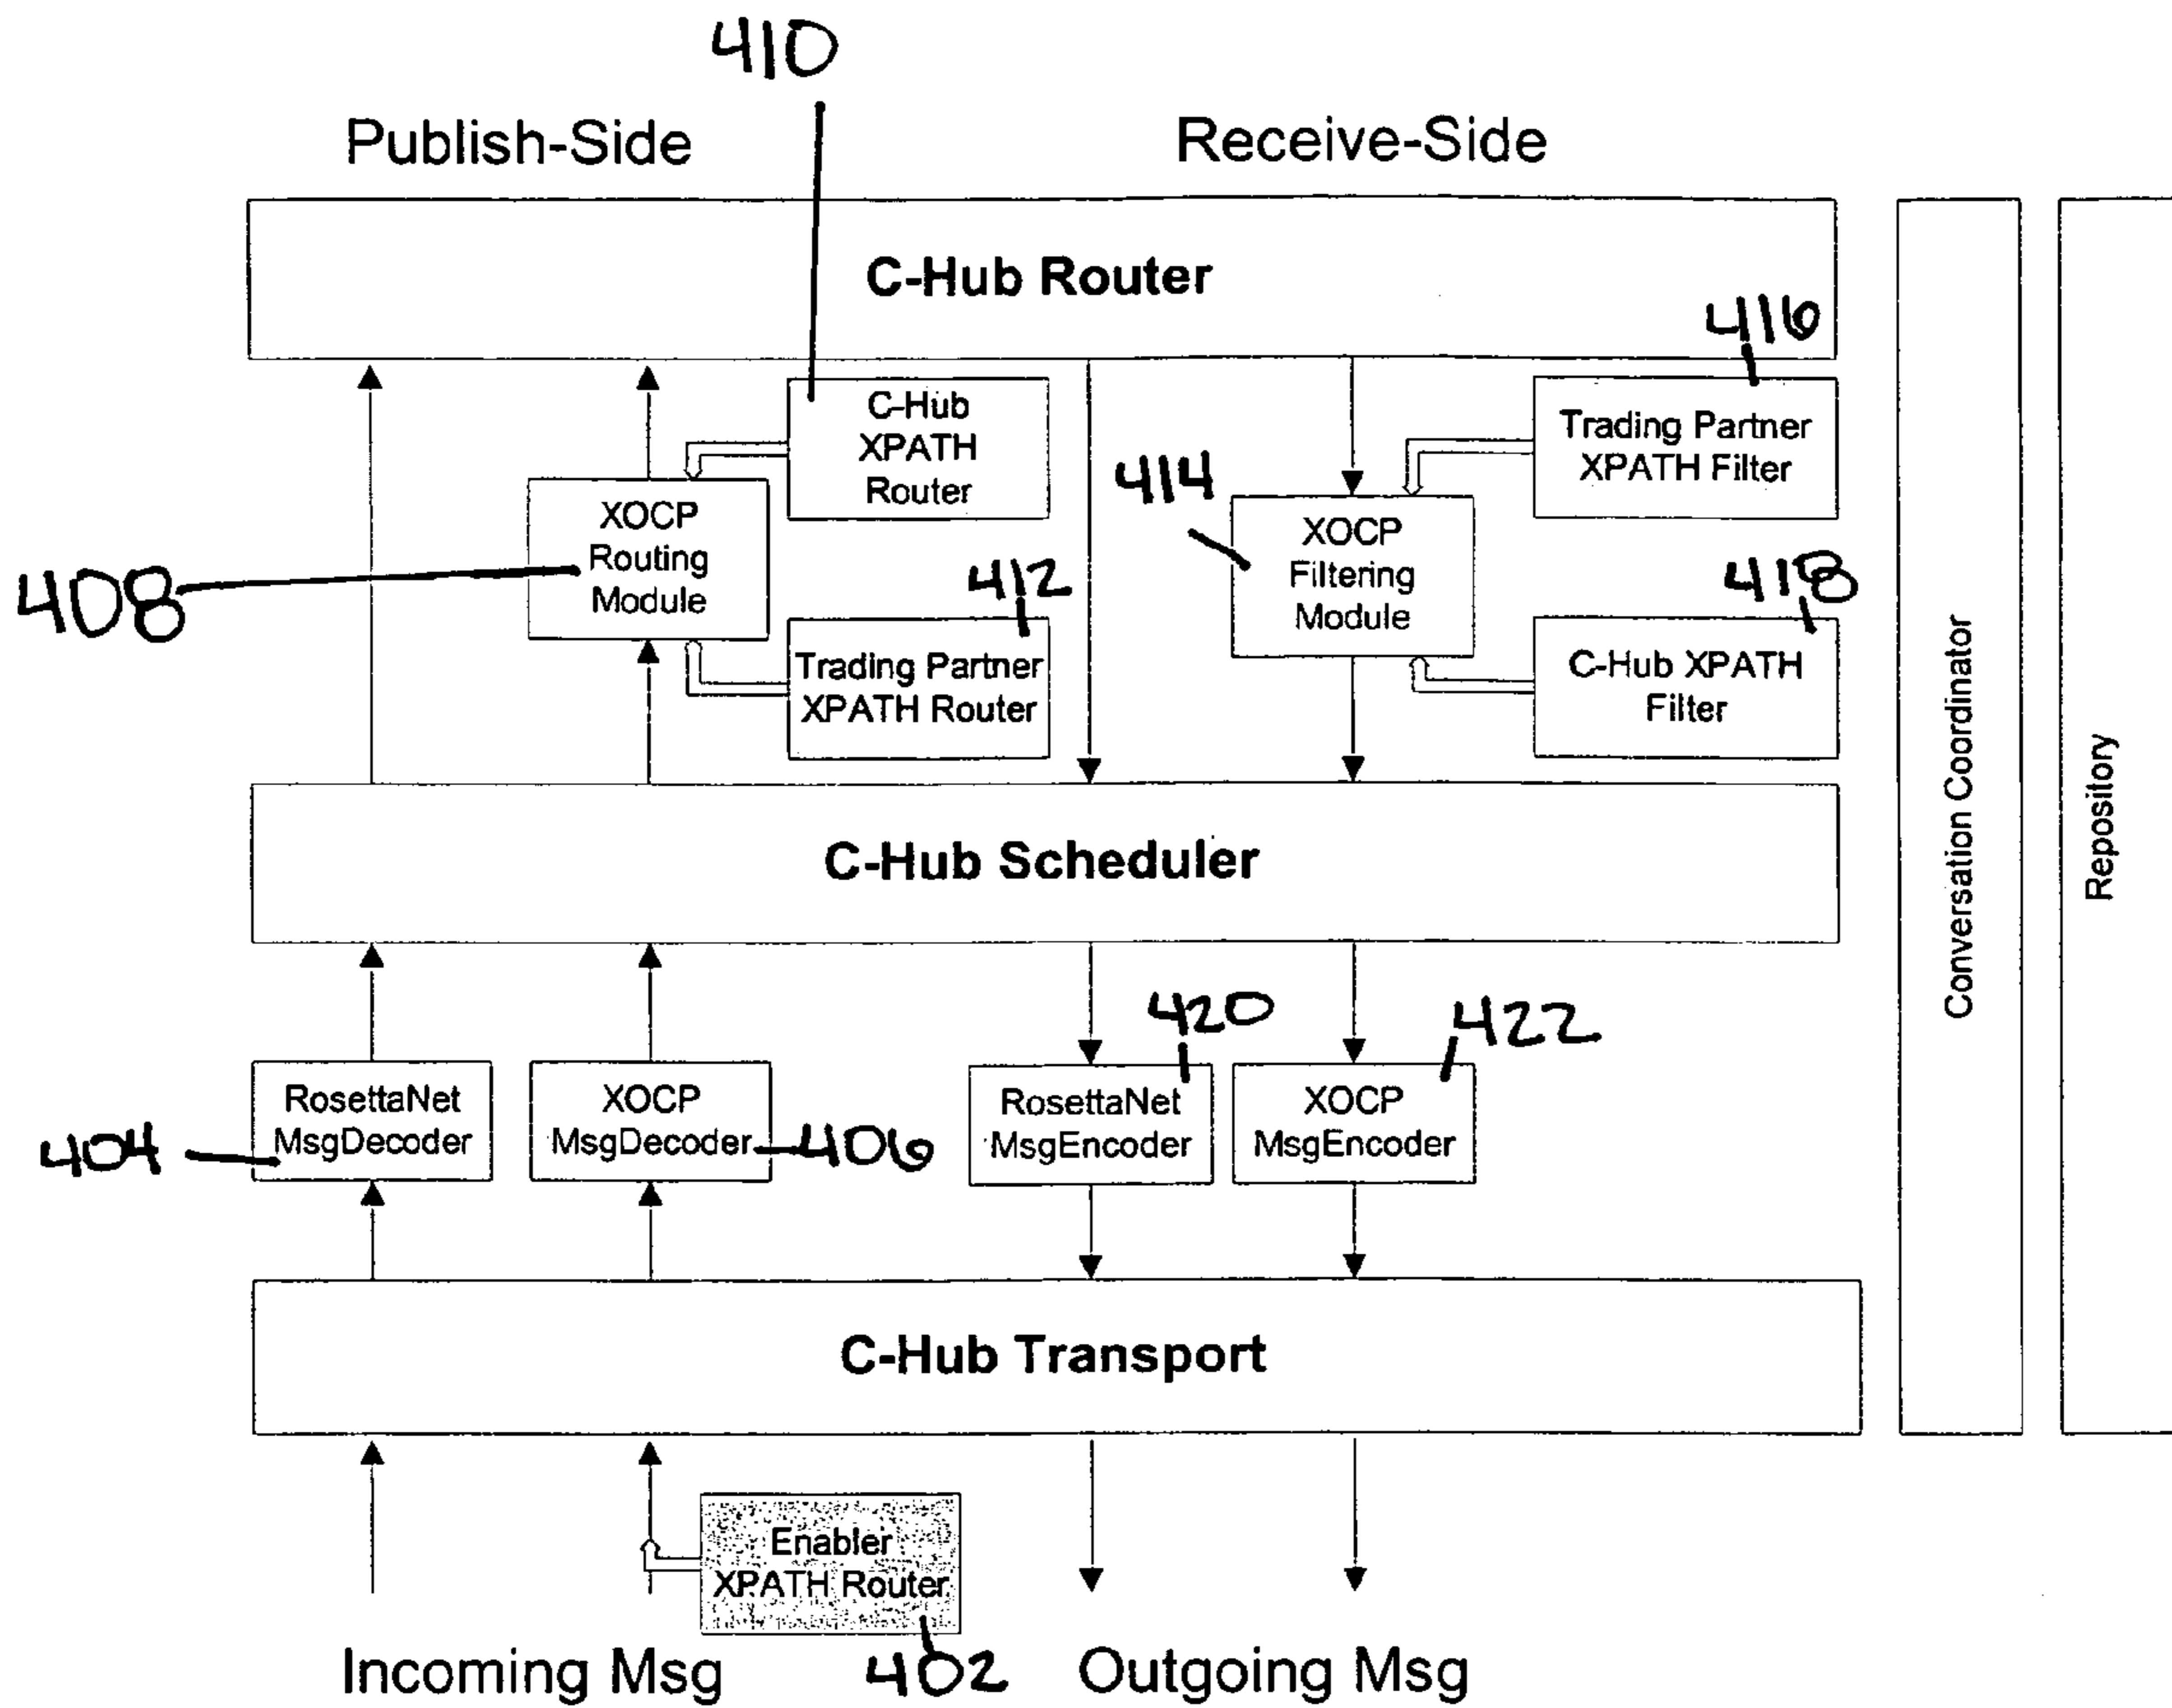 410
Publish-Side
Receive-Side
C-Hub Router
416
C-Hub
XPATH
Router
Trading Partner
XPATH Filter
414
XOCP
Routing
Module
XOCP
Filtering
Module
408
412
418
Trading Partner
XPATH Router
C-Hub XPATH
Filter
C-Hub Scheduler
Conversation Coordinator
Repository
420
422
RosettaNet
MsgDecoder
XOCP
MsgDecoder
RosettaNet
MsgEncoder
XOCP
MsgEncoder
404
406
C-Hub Transport
Enabler
XPATH Router
Incoming Msg
402
Outgoing Msg